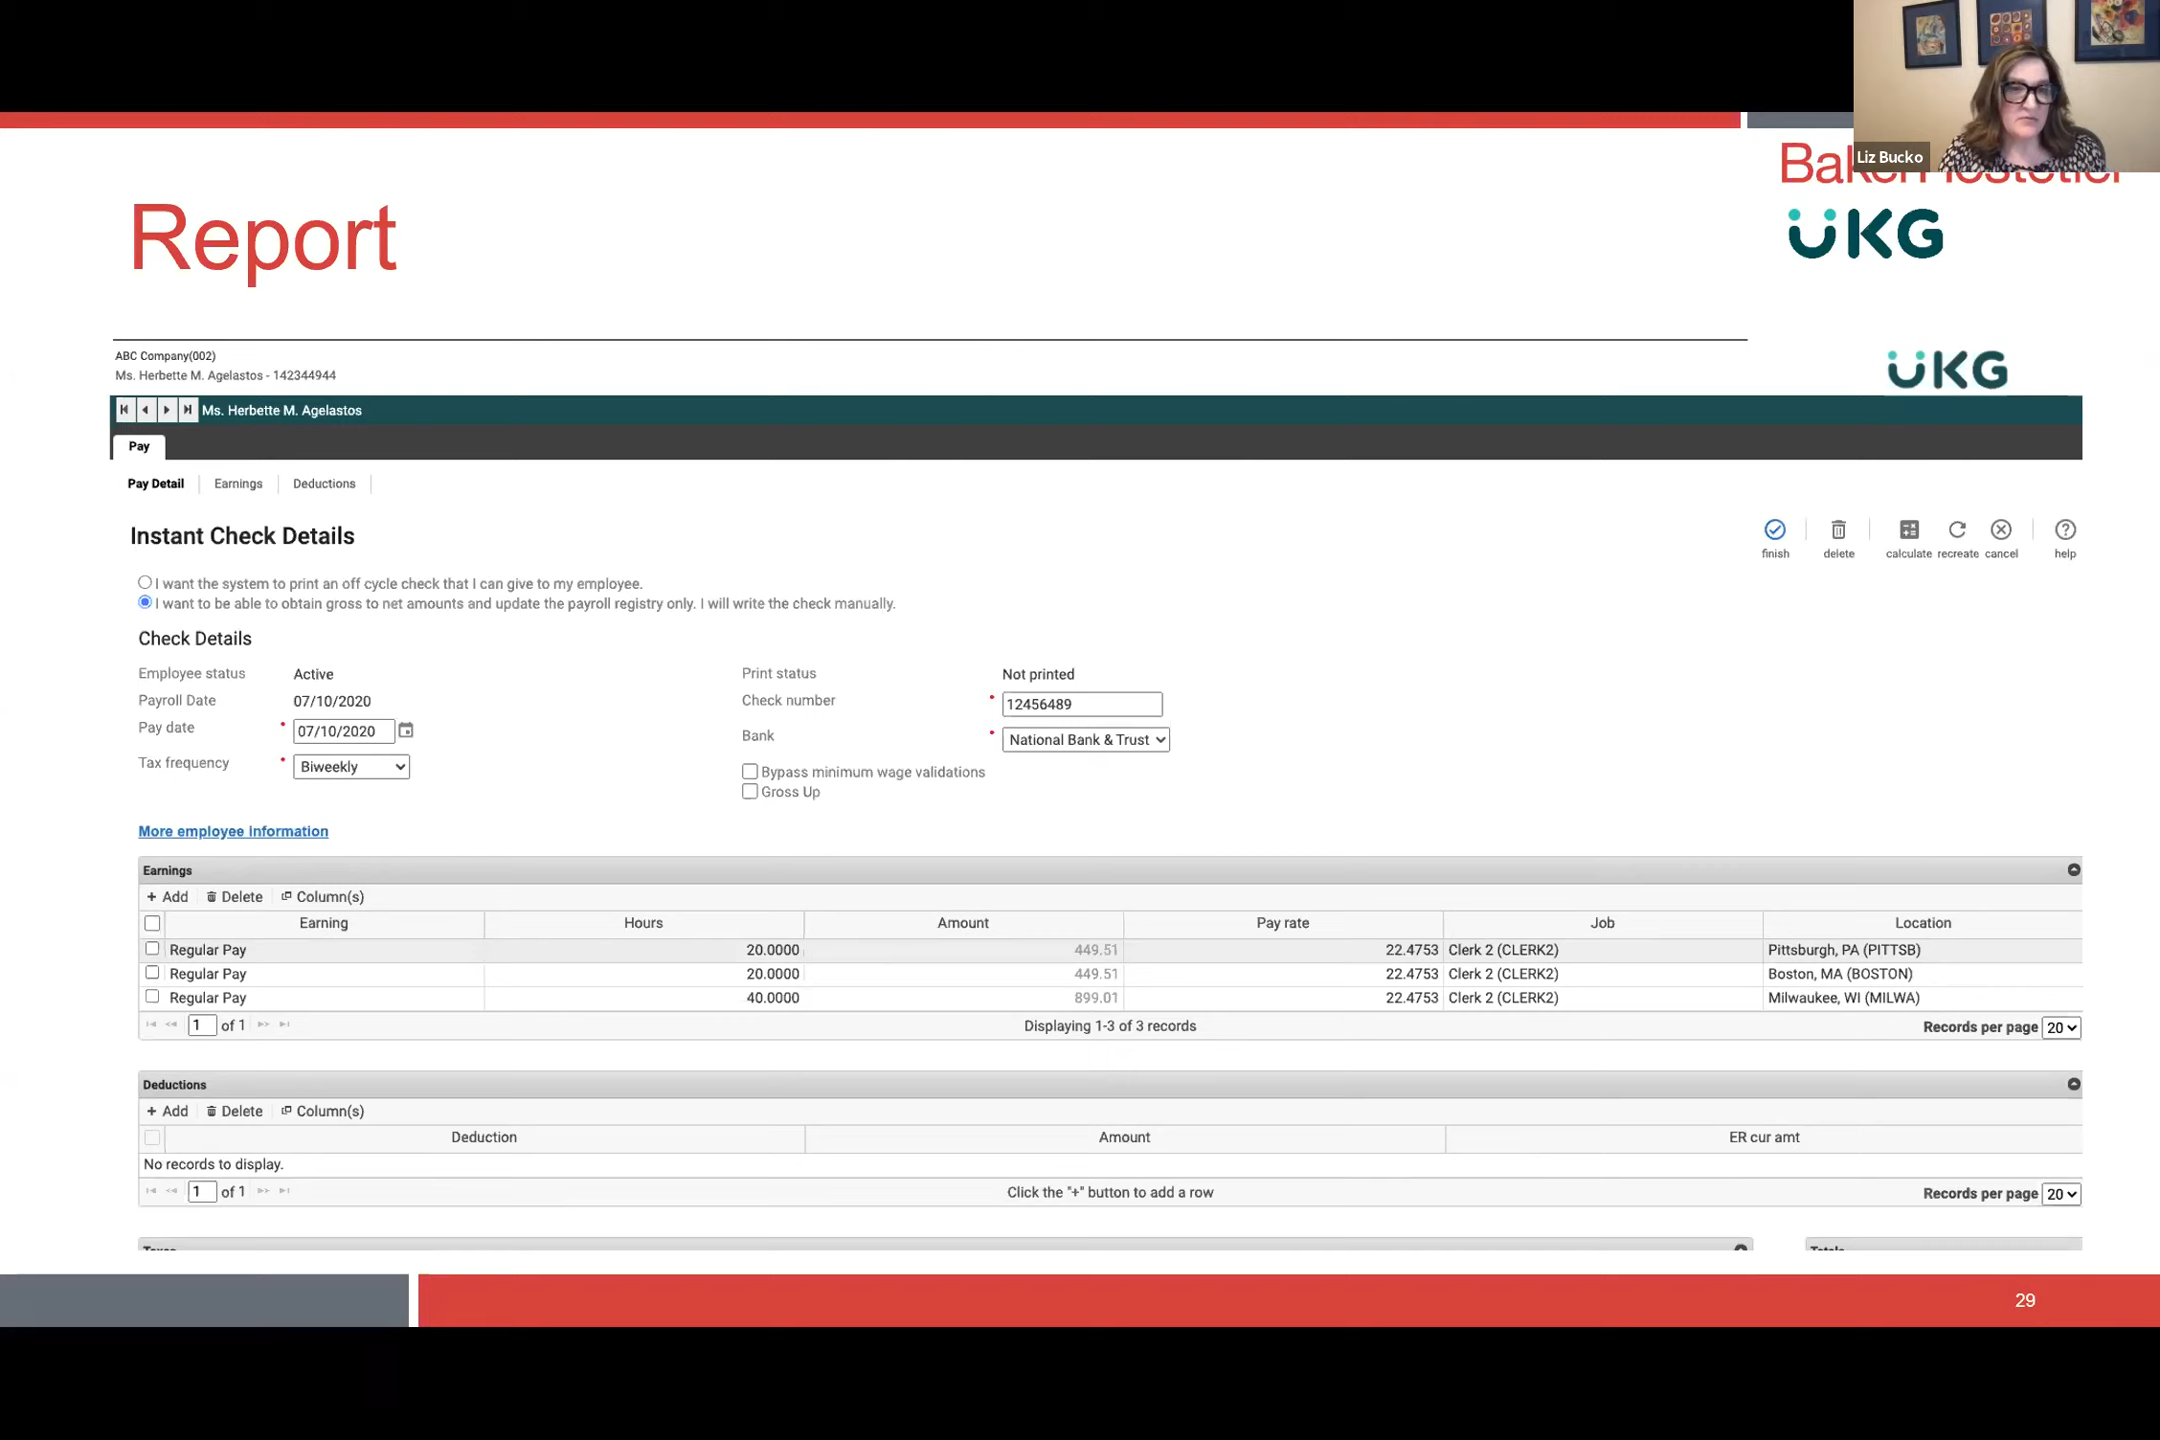 Liz Bucko
Report
UKG
ABC Company(002)
Ms. Herbette M. Agelastos - 142344944
UKG
Ms. Herbette M. Agelastos
Pay
Pay Detail Earnings Deductions
Instant Check Details
finish delete calculate recreate cancel help
I want the system to print an off cycle check that I can give to my employee.
I want to be able to obtain gross to net amounts and update the payroll registry only. I will write the check manually.
Check Details
Employee status Active Print status Not printed
Payroll Date 07/10/2020 Check number * 12456489
Pay date * 07/10/2020 Bank * National Bank & Trust
Tax frequency * Biweekly
Bypass minimum wage validations
Gross Up
More employee information
Earnings
+ Add Delete Column(s)
Earning Hours Amount Pay rate Job Location
Regular Pay 20.0000 449.51 22.4753 Clerk 2 (CLERK2) Pittsburgh, PA (PITTSB)
Regular Pay 20.0000 449.51 22.4753 Clerk 2 (CLERK2) Boston, MA (BOSTON)
Regular Pay 40.0000 899.01 22.4753 Clerk 2 (CLERK2) Milwaukee, WI (MILWA)
1 of 1 Displaying 1-3 of 3 records Records per page 20
Deductions
+ Add Delete Column(s)
Deduction Amount ER cur amt
No records to display.
1 of 1 Click the "+" button to add a row Records per page 20
29